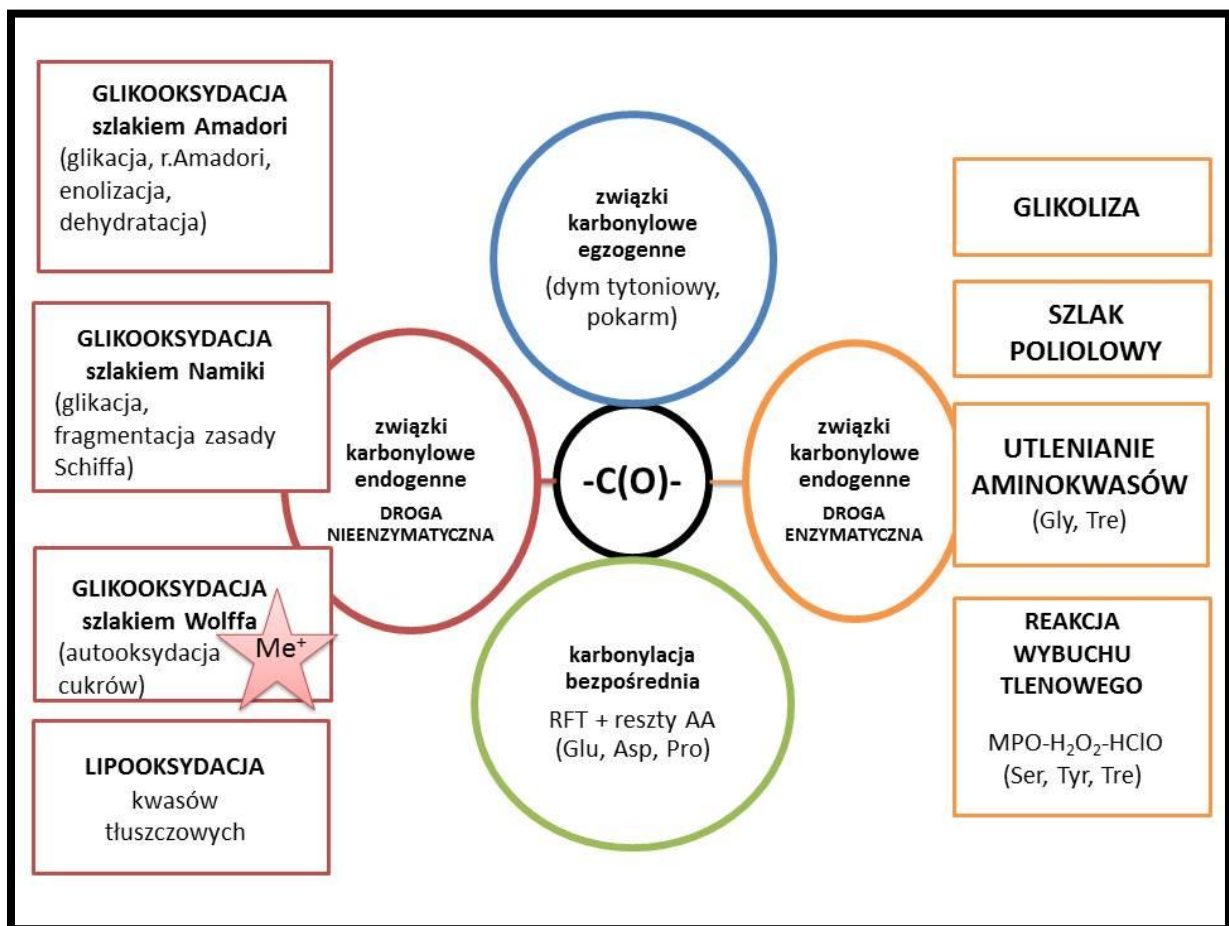 GLIKOOKSYDACJA
szlakiem Amadori
(glikacja, r.Amadori,
enolizacja,
dehydratacja)
GLIKOOKSYDACJA
szlakiem Namiki
(glikacja,
fragmentacja zasady
Schiffa)
GLIKOOKSYDACJA
szlakiem Wolffa
(autooksydacja
cukrów)
Me⁺
LIPOOKSYDACJA
kwasów
tłuszczowych
związki
karbonylowe
endogenne
DROGA
NIEENZYMATYCZNA
związki
karbonylowe
egzogenne
(dym tytoniowy,
pokarm)
-C(O)-
karbonylacja
bezpośrednia
RFT + reszty AA
(Glu, Asp, Pro)
związki
karbonylowe
endogenne
DROGA
ENZYMATYCZNA
GLIKOLIZA
SZLAK
POLIOLOWY
UTLENIANIE
AMINOKWASÓW
(Gly, Tre)
REAKCJA
WYBUCHU
TLENOWEGO
MPO-H₂O₂-HClO
(Ser, Tyr, Tre)